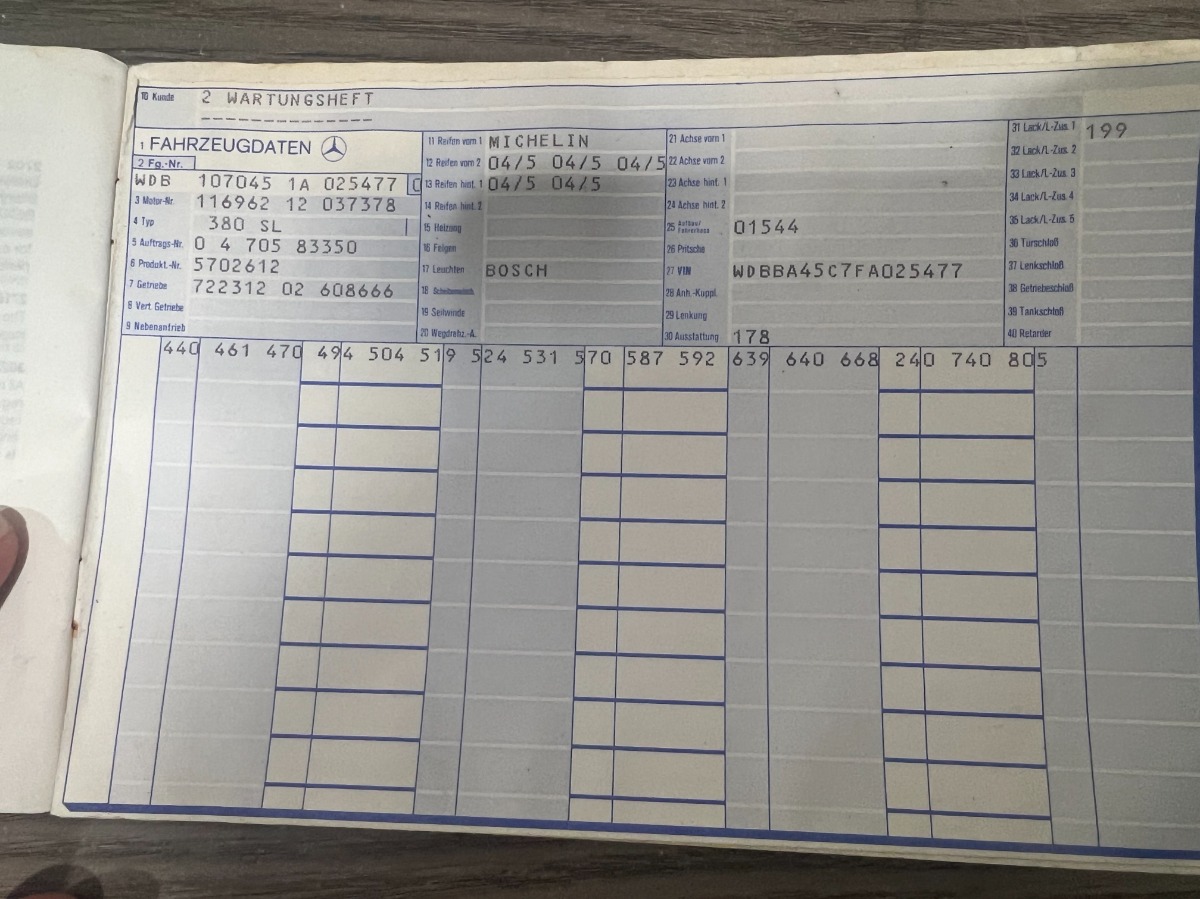 10 Kunde 2 WARTUNGSHEFT
1 FAHRZEUGDATEN
2 Fg.-Nr.
WDB 107045 1A 025477
3 Motor-Nr. 116962 12 037378
4 Typ 380 SL
5 Auftrags-Nr. 0 4 705 83350
6 Produkt.-Nr. 5702612
7 Getriebe 722312 02 608666
8 Vert. Getriebe
9 Nebenantrieb
11 Reifen vorn 1 MICHELIN
12 Reifen vorn 2 04/5 04/5 04/5
13 Reifen hint. 1 04/5 04/5
14 Reifen hint. 2
15 Heizung
16 Felgen
17 Leuchten BOSCH
18
19 Seilwinde
20 Wegdrehz.-A.
21 Achse vorn 1
22 Achse vorn 2
23 Achse hint. 1
24 Achse hint. 2
25 Aufbau/Fahrerhaus 01544
26 Pritsche
27 VIN WDBBA45C7FA025477
28 Anh.-Kuppl.
29 Lenkung
30 Ausstattung 178
31 Lack/L-Zus. 1 199
32 Lack/L-Zus. 2
33 Lack/L-Zus. 3
34 Lack/L-Zus. 4
35 Lack/L-Zus. 5
36 Türschloß
37 Lenkschloß
38 Getriebeschloß
39 Tankschloß
40 Retarder
440 461 470 494 504 519 524 531 570 587 592 639 640 668 240 740 805